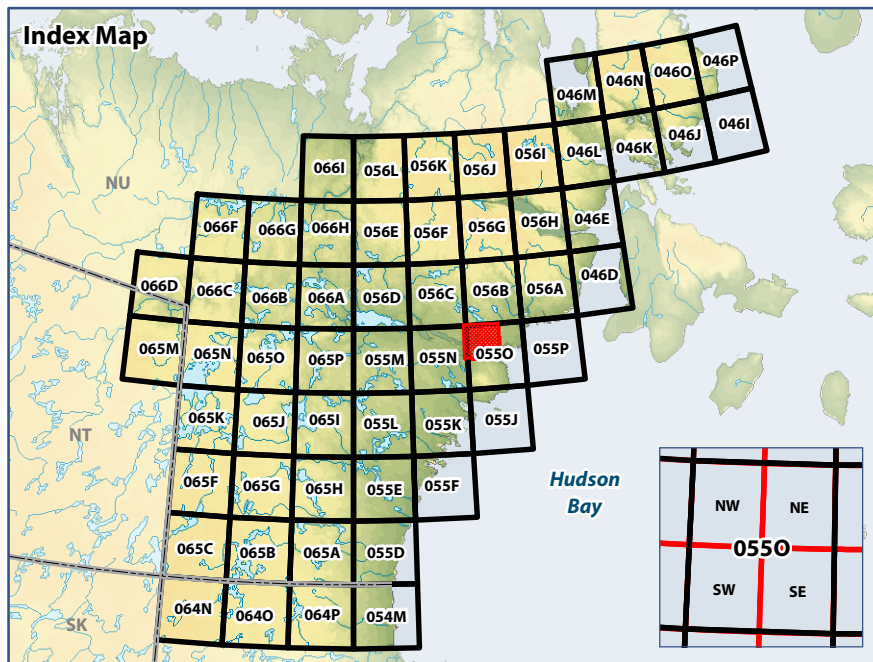 Index Map
046M 046N 046O 046P
066I 056L 056K 056J 056I 046L 046K 046J 046I
NU
066F 066G 066H 056E 056F 056G 056H 046E
066D 066C 066B 066A 056D 056C 056B 056A 046D
065M 065N 065O 065P 055M 055N 055O 055P
NT
065K 065J 065I 055L 055K 055J
065F 065G 065H 055E 055F
Hudson
Bay
065C 065B 065A 055D
SK
064N 064O 064P 054M
NW NE
055O
SW SE